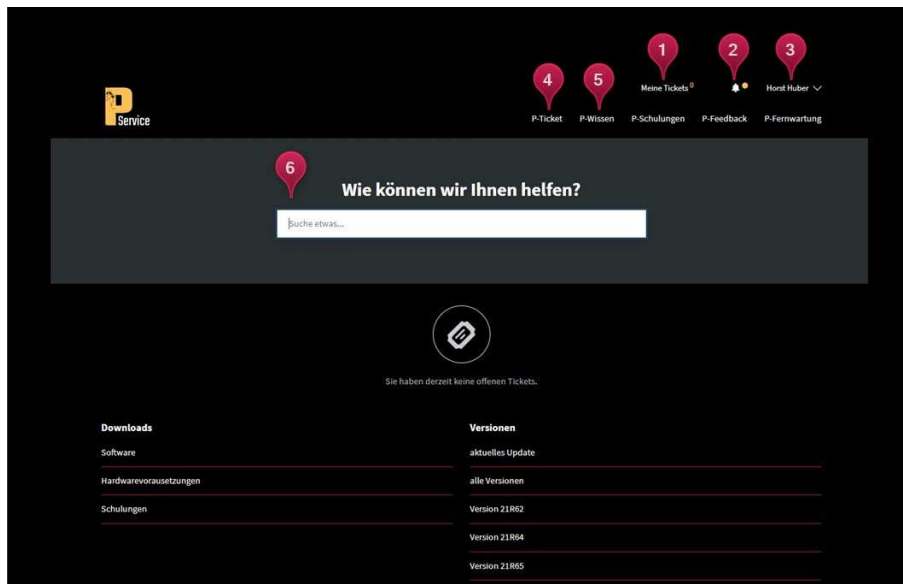 1
2
3
4
5
Meine Tickets 0
Horst Huber
P
Service
P-Ticket
P-Wissen
P-Schulungen
P-Feedback
P-Fernwartung
6
Wie können wir Ihnen helfen?
Suche etwas...
Sie haben derzeit keine offenen Tickets.
Downloads
Software
Hardwarevorausetzungen
Schulungen
Versionen
aktuelles Update
alle Versionen
Version 21R62
Version 21R64
Version 21R65